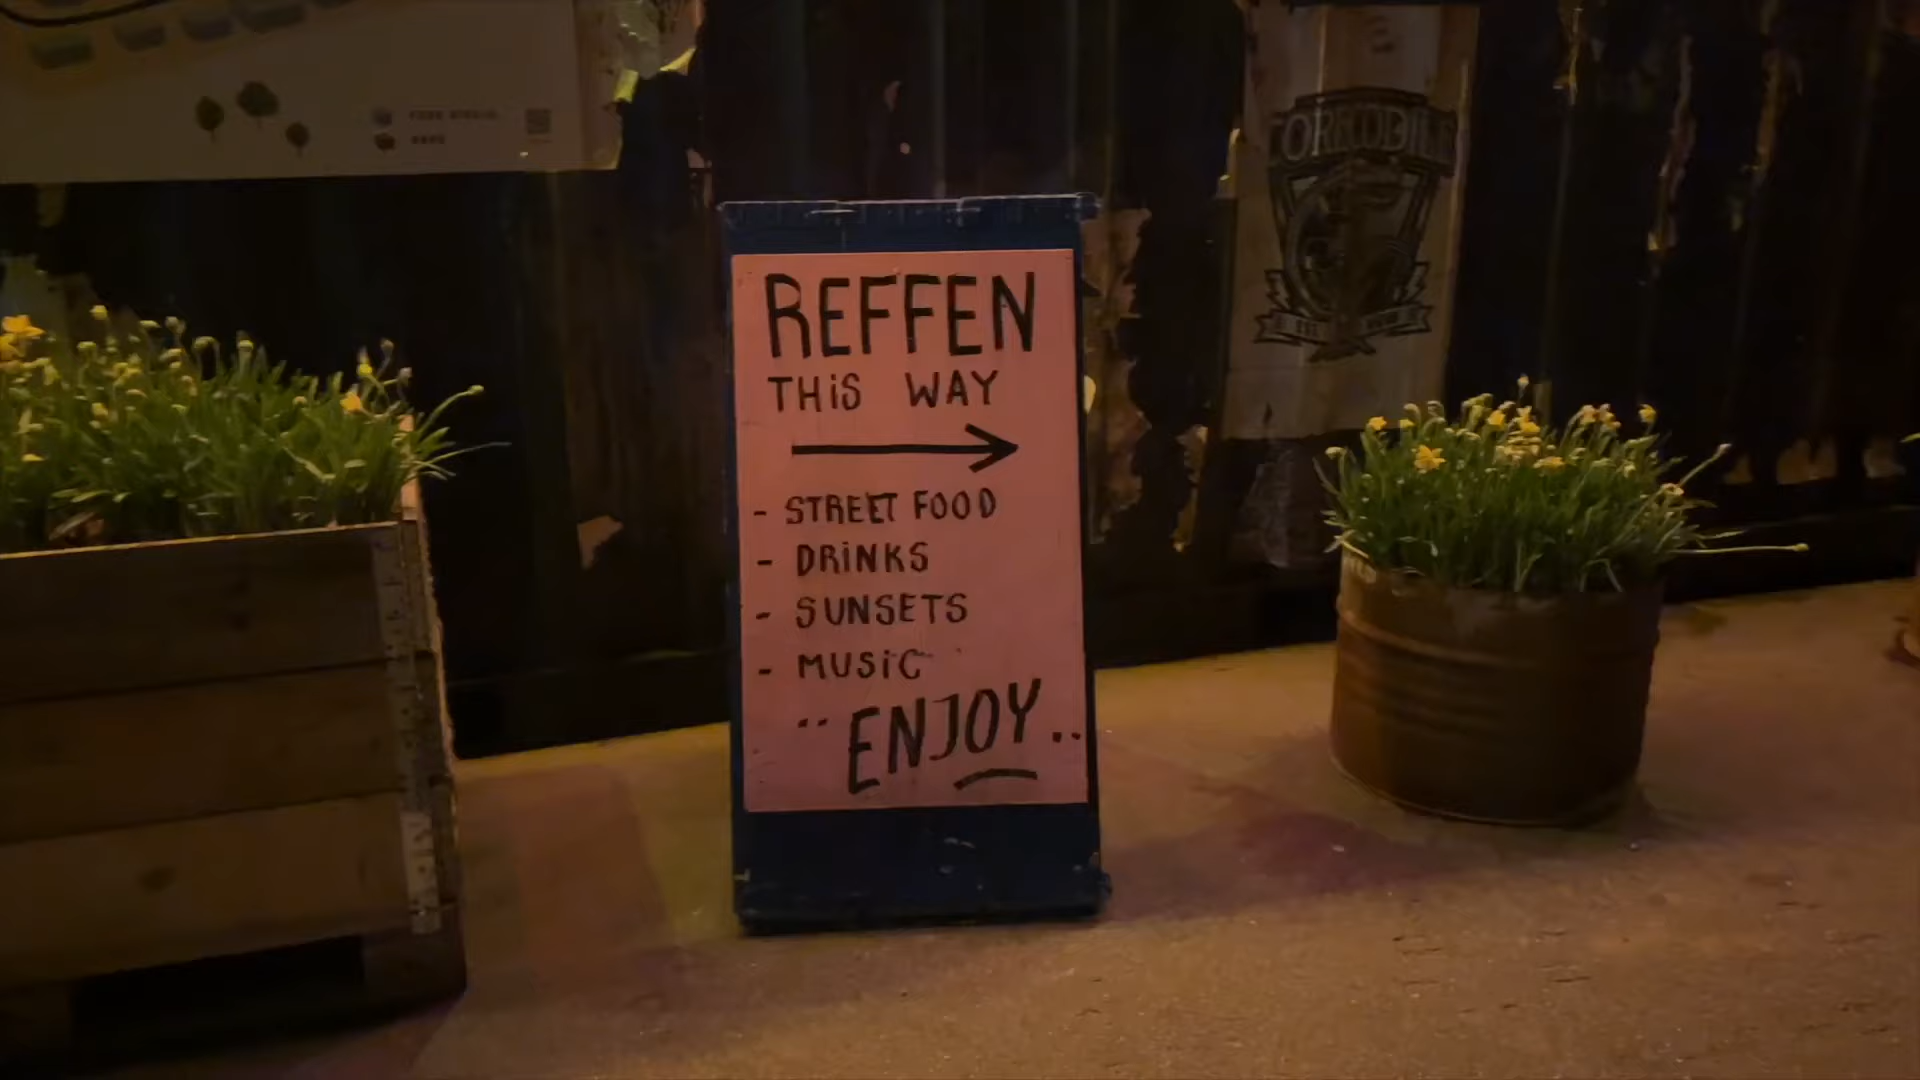 REFFEN
THiS WAY
- STREET FOOD
- DRiNKS
- SUNSETS
- MUSiC
¨ENJOY..